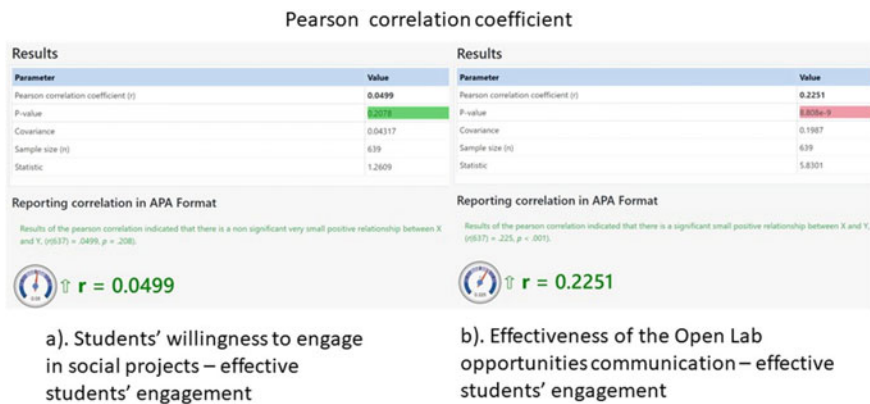 Pearson correlation coefficient
Results
Parameter Value
Pearson correlation coefficient (r) 0.0499
P-value 0.2078
Covariance 0.04317
Sample size (n) 639
Statistic 1.2609
Reporting correlation in APA Format
Results of the pearson correlation indicated that there is a non significant very small positive relationship between X
and Y, (r(637) = .0499, p = .208).
⇧ r = 0.0499
a). Students’ willingness to engage
in social projects – effective
students’ engagement
Results
Parameter Value
Pearson correlation coefficient (r) 0.2251
P-value 8.808e-9
Covariance 0.1987
Sample size (n) 639
Statistic 5.8301
Reporting correlation in APA Format
Results of the pearson correlation indicated that there is a significant small positive relationship between X and Y,
(r(637) = .225, p < .001).
⇧ r = 0.2251
b). Effectiveness of the Open Lab
opportunities communication – effective
students’ engagement